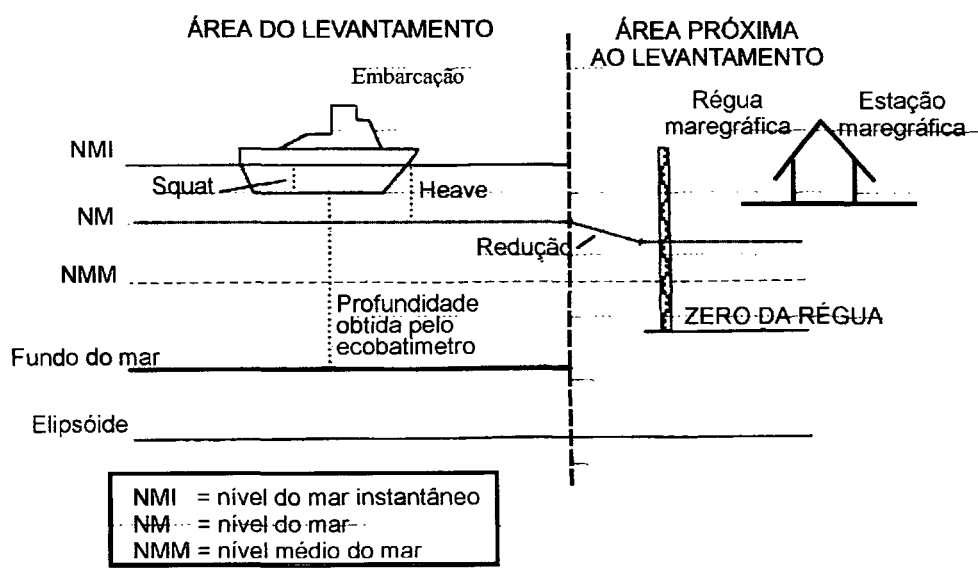 ÁREA DO LEVANTAMENTO
ÁREA PRÓXIMA
AO LEVANTAMENTO
Embarcação
Régua
maregráfica
Estação
maregráfica
NMI
Squat
Heave
NM
Redução
NMM
Profundidade
obtida pelo
ecobatimetro
ZERO DA RÉGUA
Fundo do mar
Elipsóide
NMI = nível do mar instantâneo
NM = nível do mar
NMM = nível médio do mar